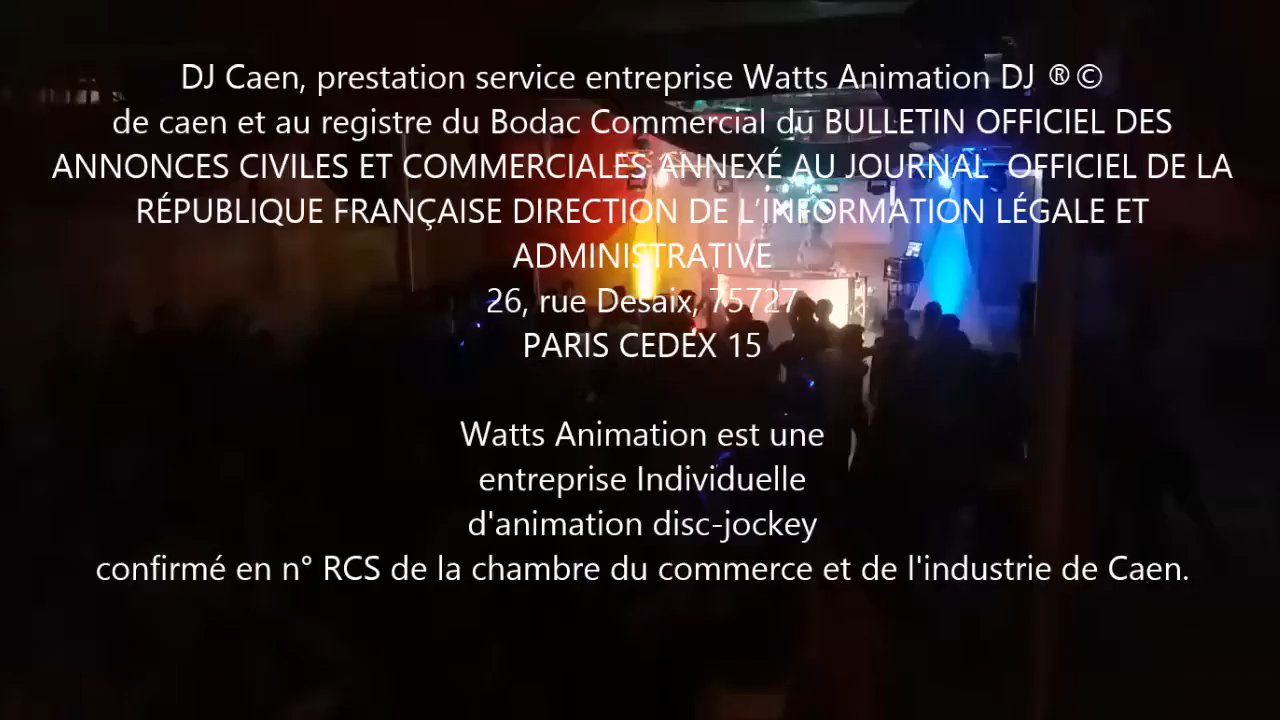 DJ Caen, prestation service entreprise Watts Animation DJ ®©
de caen et au registre du Bodac Commercial du BULLETIN OFFICIEL DES
ANNONCES CIVILES ET COMMERCIALES ANNEXÉ AU JOURNAL  OFFICIEL DE LA
RÉPUBLIQUE FRANÇAISE DIRECTION DE L’INFORMATION LÉGALE ET
ADMINISTRATIVE
26, rue Desaix, 75727
PARIS CEDEX 15
Watts Animation est une
entreprise Individuelle
d'animation disc-jockey
confirmé en n° RCS de la chambre du commerce et de l'industrie de Caen.